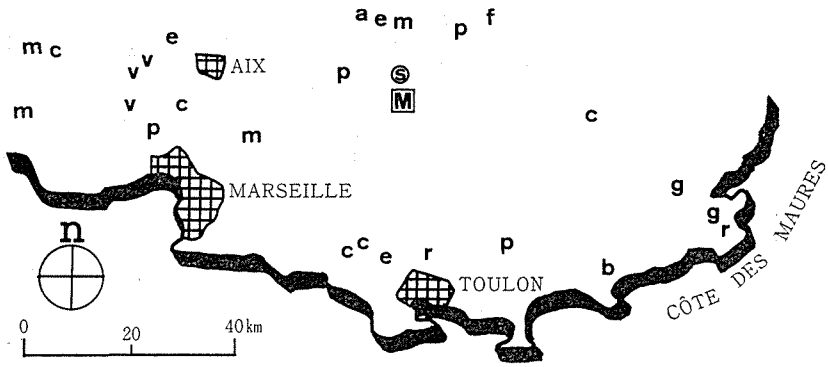 a e m p f
m c e
v v AIX p s
M
m v c c
p m
MARSEILLE g
g
n r
c c e r p b
TOULON
CÔTE DES MAURES
0 20 40 km